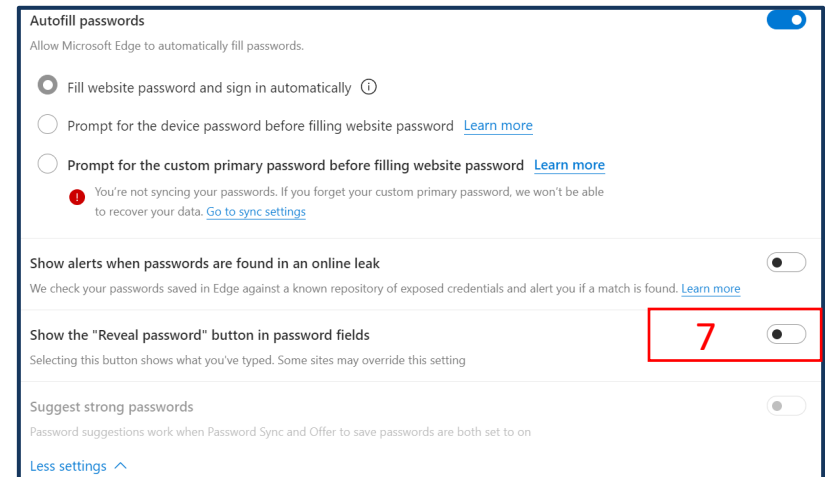 Autofill passwords
Allow Microsoft Edge to automatically fill passwords.
Fill website password and sign in automatically
Prompt for the device password before filling website password Learn more
Prompt for the custom primary password before filling website password Learn more
You're not syncing your passwords. If you forget your custom primary password, we won't be able
to recover your data. Go to sync settings
Show alerts when passwords are found in an online leak
We check your passwords saved in Edge against a known repository of exposed credentials and alert you if a match is found. Learn more
Show the "Reveal password" button in password fields
7
Selecting this button shows what you've typed. Some sites may override this setting
Suggest strong passwords
Password suggestions work when Password Sync and Offer to save passwords are both set to on
Less settings